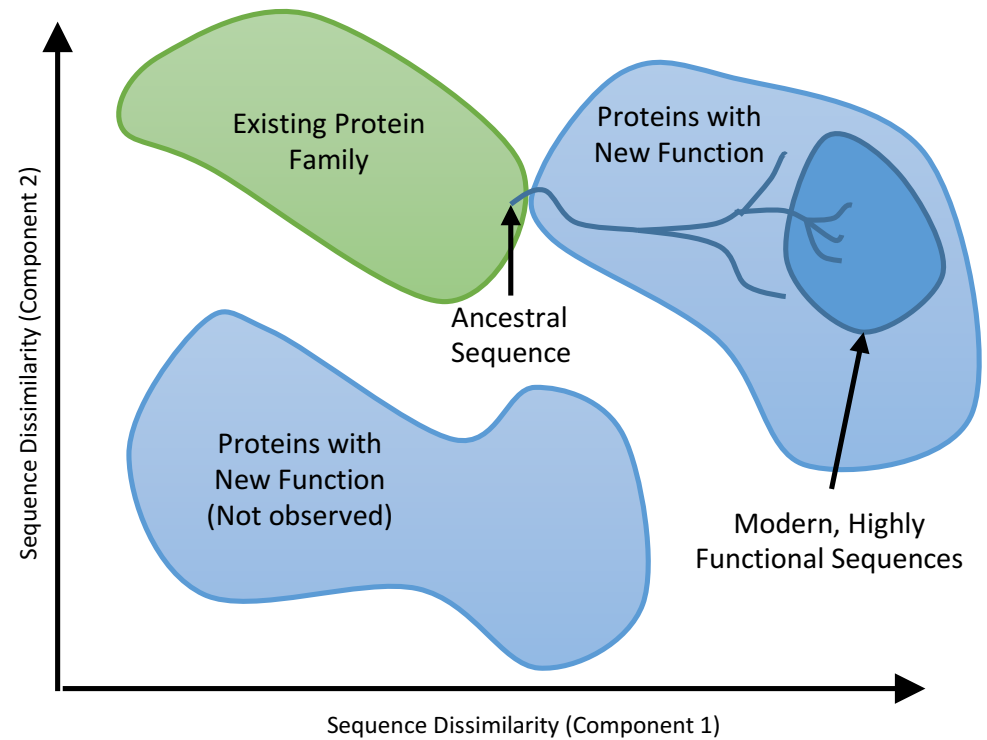 Existing Protein
Family
Proteins with
New Function
Ancestral
Sequence
Proteins with
New Function
(Not observed)
Modern, Highly
Functional Sequences
Sequence Dissimilarity (Component 2)
Sequence Dissimilarity (Component 1)